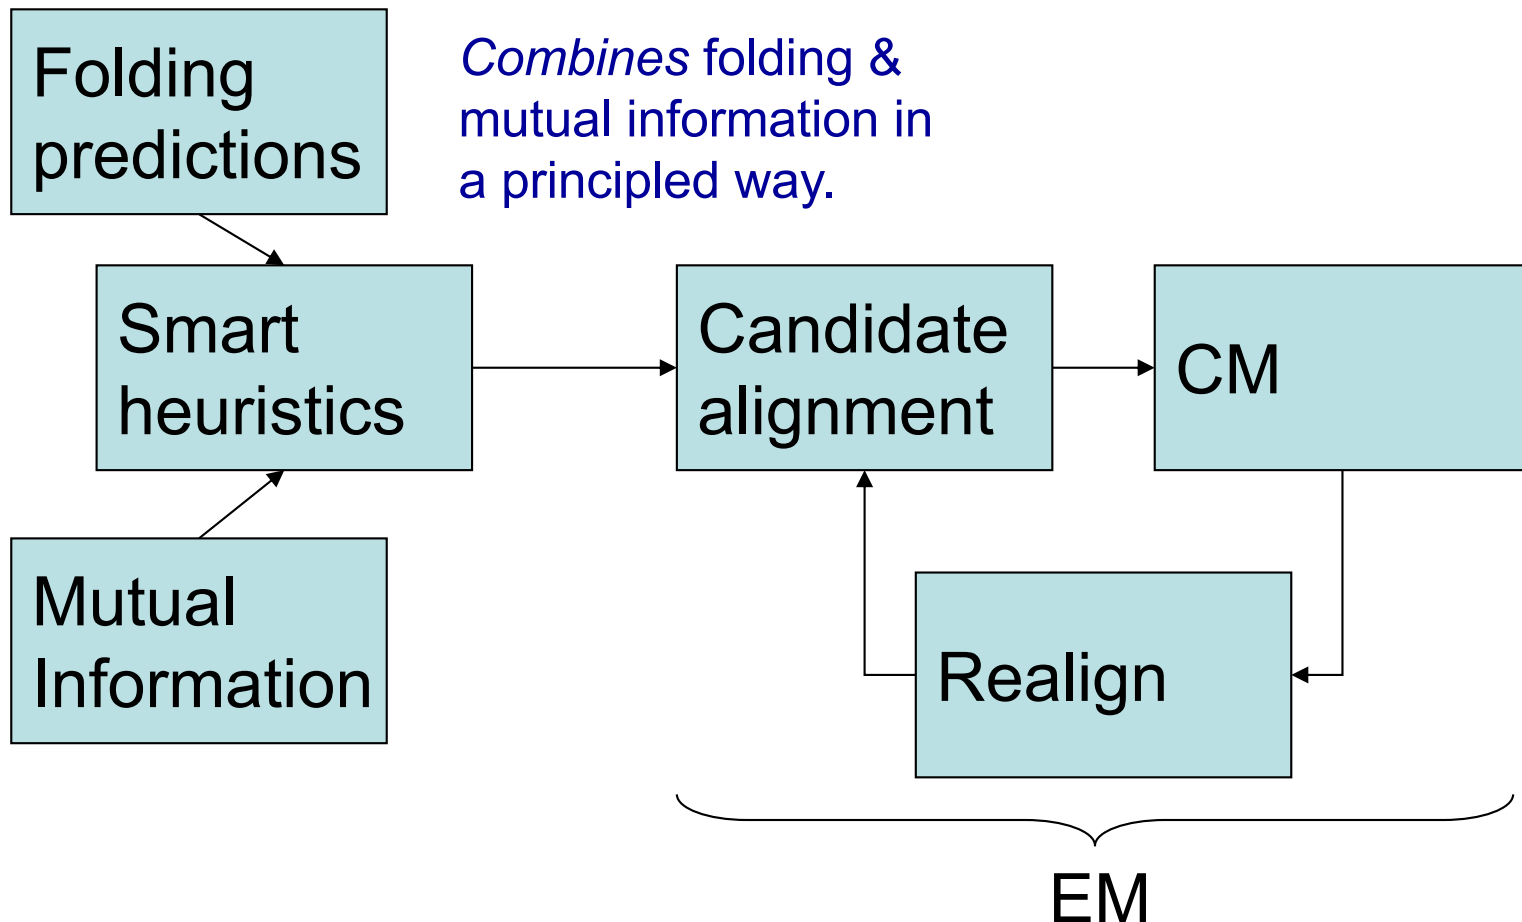 Folding
predictions
Combines folding &
mutual information in
a principled way.
Smart
heuristics
Candidate
alignment
CM
Mutual
Information
Realign
EM